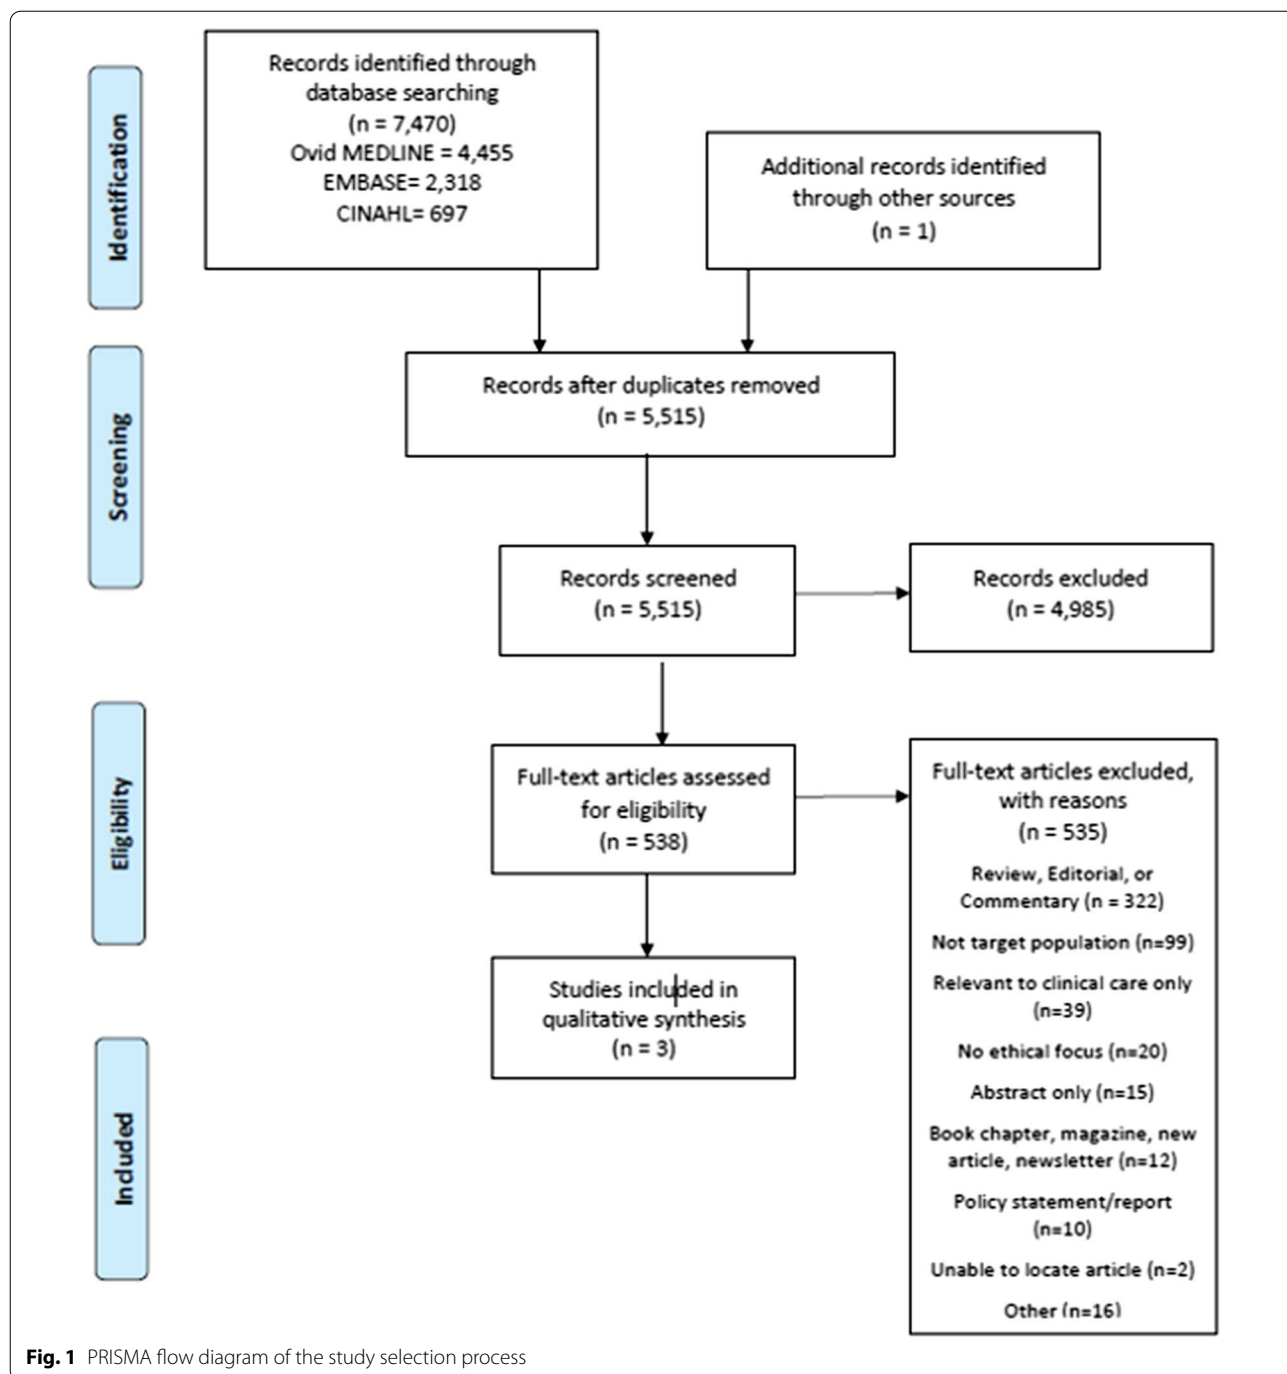 Identification
Records identified through
database searching
(n = 7,470)
Ovid MEDLINE = 4,455
EMBASE= 2,318
CINAHL= 697
Additional records identified
through other sources
(n = 1)
Screening
Records after duplicates removed
(n = 5,515)
Records screened
(n = 5,515)
Records excluded
(n = 4,985)
Eligibility
Full-text articles assessed
for eligibility
(n = 538)
Full-text articles excluded,
with reasons
(n = 535)
Review, Editorial, or
Commentary (n = 322)
Not target population (n=99)
Relevant to clinical care only
(n=39)
No ethical focus (n=20)
Abstract only (n=15)
Book chapter, magazine, new
article, newsletter (n=12)
Policy statement/report
(n=10)
Unable to locate article (n=2)
Other (n=16)
Included
Studies included in
qualitative synthesis
(n = 3)
Fig. 1 PRISMA flow diagram of the study selection process